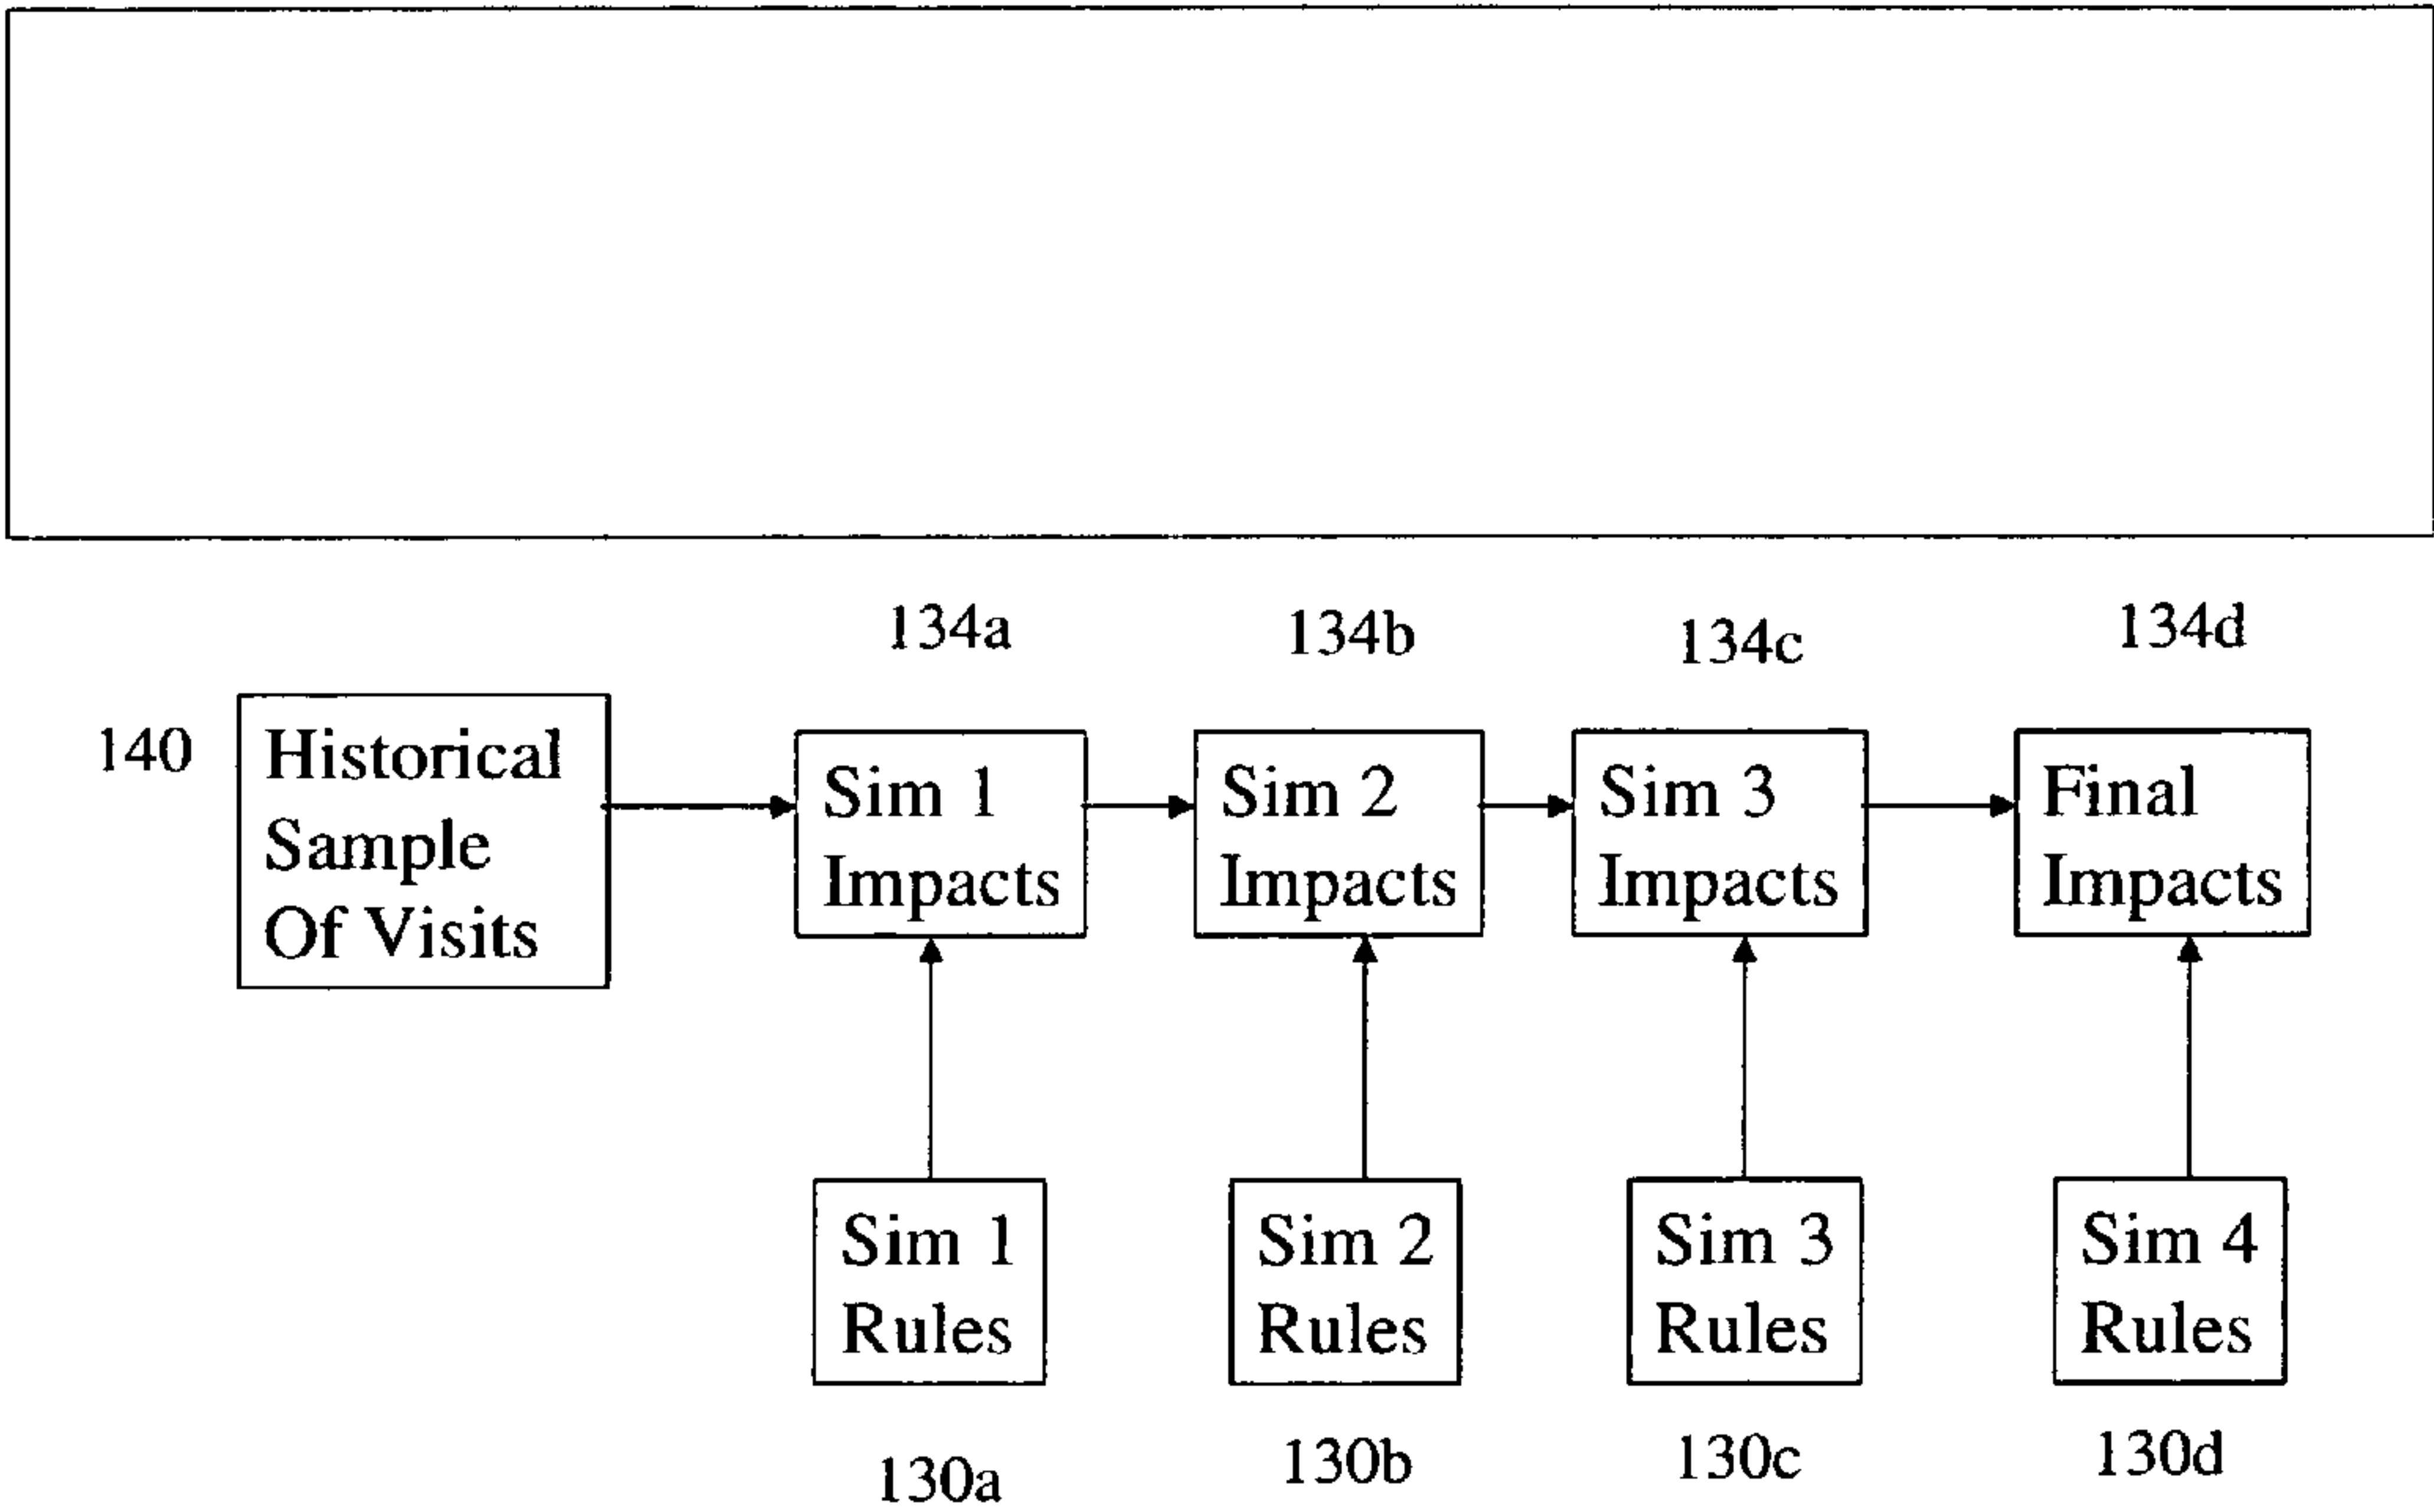 134a
134b
134c
134d
140
Historical
Sample
Of Visits
Sim 1
Impacts
Sim 2
Impacts
Sim 3
Impacts
Final
Impacts
Sim 1
Rules
Sim 2
Rules
Sim 3
Rules
Sim 4
Rules
130a
130b
130c
130d